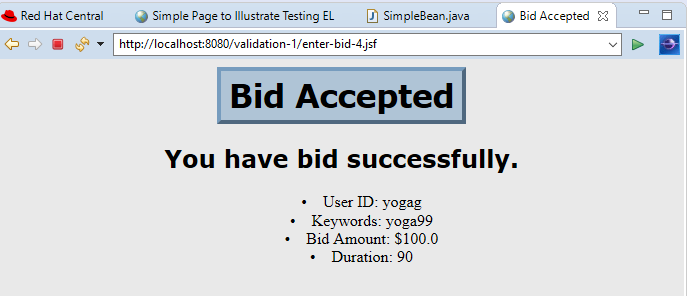 Red Hat Central
Simple Page to Illustrate Testing EL
SimpleBean.java
Bid Accepted
http://localhost:8080/validation-1/enter-bid-4.jsf
Bid Accepted
You have bid successfully.
• User ID: yogag
• Keywords: yoga99
• Bid Amount: $100.0
• Duration: 90